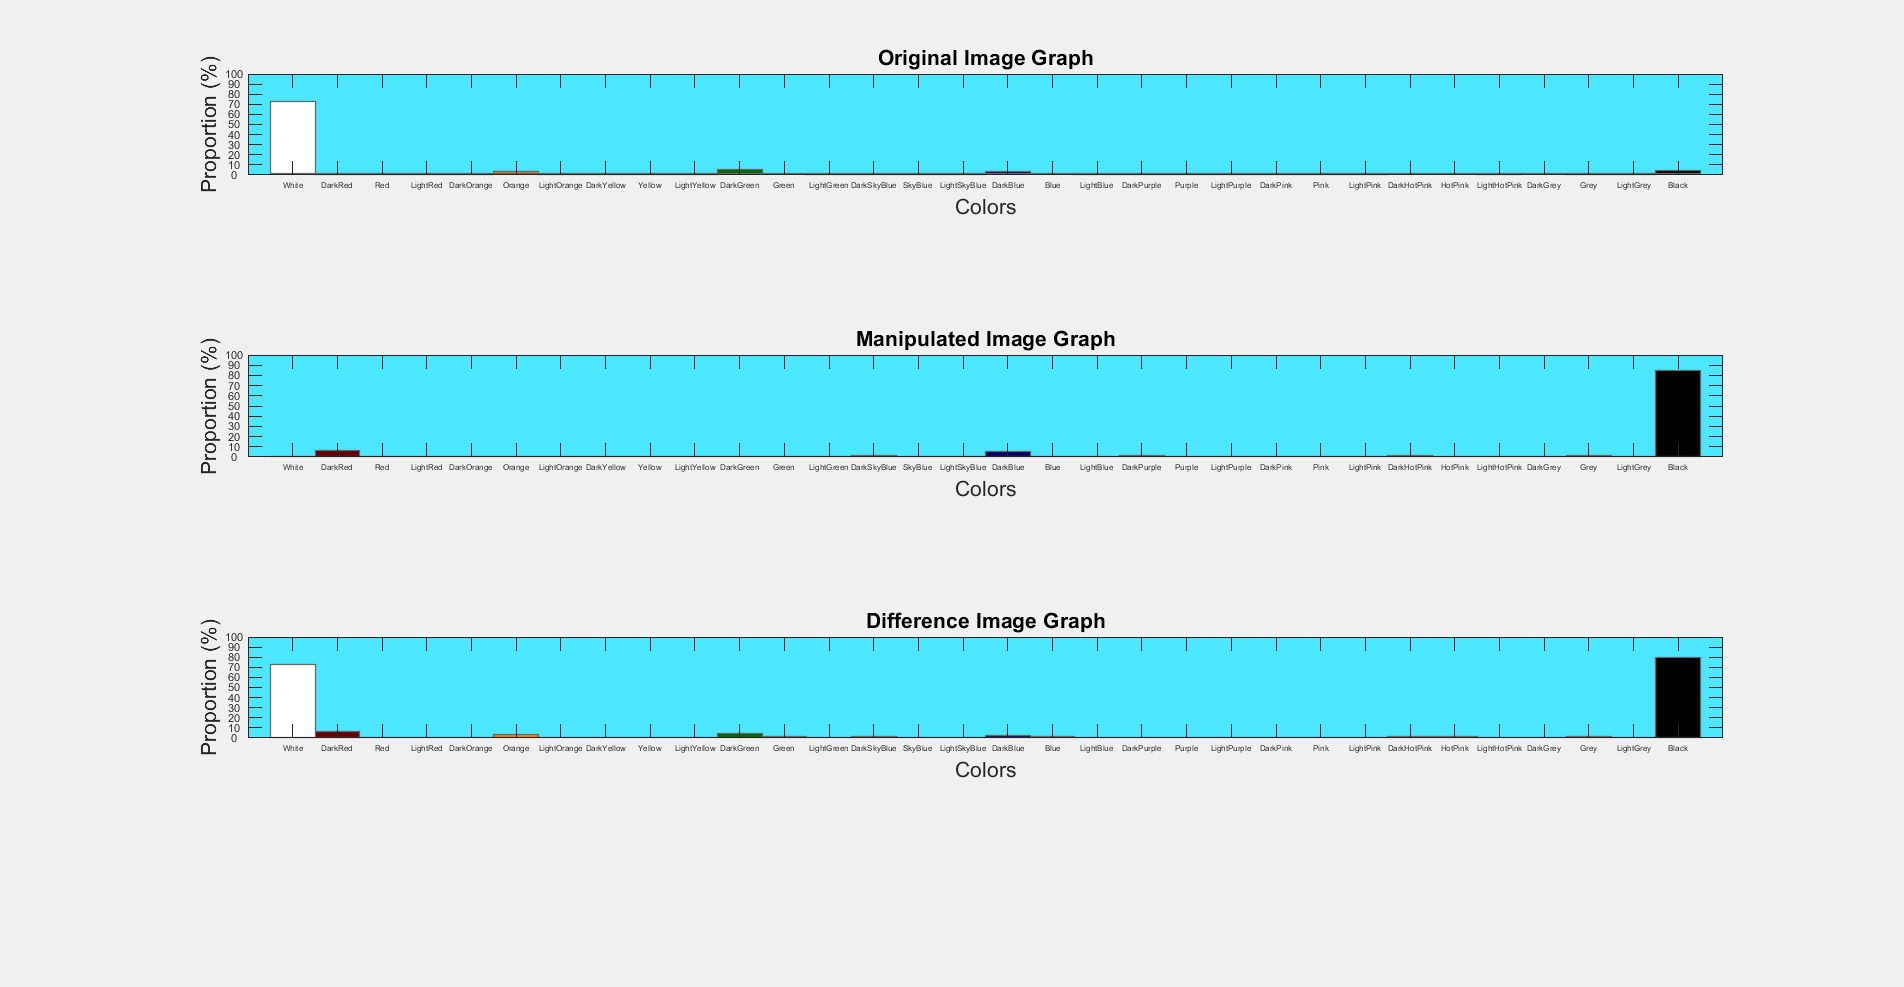 Original Image Graph
Proportion (%)
100
90
80
70
60
50
40
30
20
10
0
White DarkRed Red LightRed DarkOrange Orange LightOrange DarkYellow Yellow LightYellow DarkGreen Green LightGreen DarkSkyBlue SkyBlue LightSkyBlue DarkBlue Blue LightBlue DarkPurple Purple LightPurple DarkPink Pink LightPink DarkHotPink HotPink LightHotPink DarkGrey Grey LightGrey Black
Colors
Manipulated Image Graph
Proportion (%)
100
90
80
70
60
50
40
30
20
10
0
White DarkRed Red LightRed DarkOrange Orange LightOrange DarkYellow Yellow LightYellow DarkGreen Green LightGreen DarkSkyBlue SkyBlue LightSkyBlue DarkBlue Blue LightBlue DarkPurple Purple LightPurple DarkPink Pink LightPink DarkHotPink HotPink LightHotPink DarkGrey Grey LightGrey Black
Colors
Difference Image Graph
Proportion (%)
100
90
80
70
60
50
40
30
20
10
0
White DarkRed Red LightRed DarkOrange Orange LightOrange DarkYellow Yellow LightYellow DarkGreen Green LightGreen DarkSkyBlue SkyBlue LightSkyBlue DarkBlue Blue LightBlue DarkPurple Purple LightPurple DarkPink Pink LightPink DarkHotPink HotPink LightHotPink DarkGrey Grey LightGrey Black
Colors